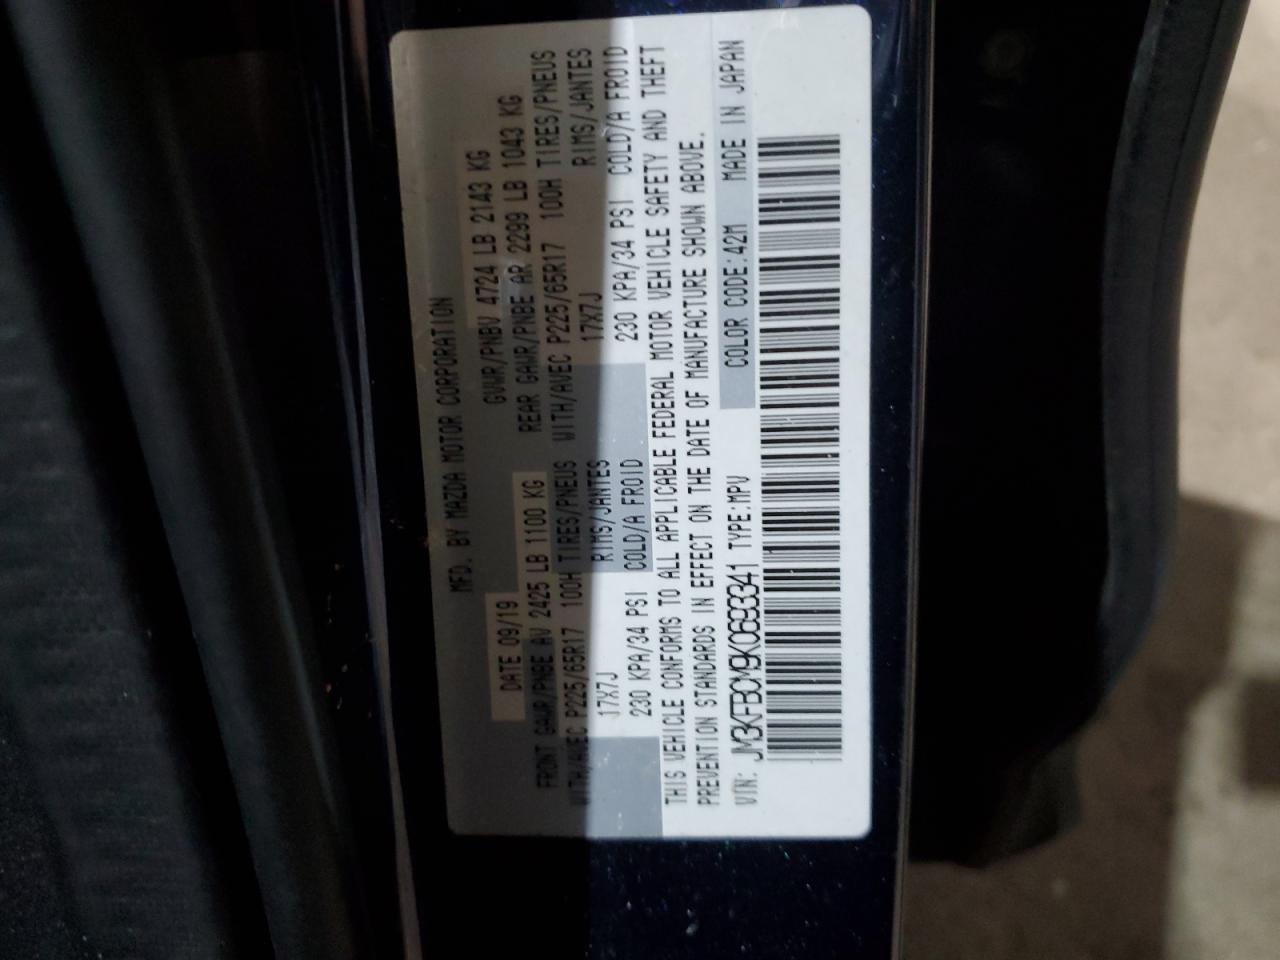 MFD. BY MAZDA MOTOR CORPORATION
DATE 09/19 GVWR/PNBV 4724 LB 2143 KG
FRONT GAWR/PNBE AV 2425 LB 1100 KG REAR GAWR/PNBE AR 2299 LB 1043 KG
WITH/AVEC P225/65R17 100H TIRES/PNEUS WITH/AVEC P225/65R17 100H TIRES/PNEUS
17X7J RIMS/JANTES 17X7J RIMS/JANTES
230 KPA/34 PSI COLD/A FROID 230 KPA/34 PSI COLD/A FROID
THIS VEHICLE CONFORMS TO ALL APPLICABLE FEDERAL MOTOR VEHICLE SAFETY AND THEFT
PREVENTION STANDARDS IN EFFECT ON THE DATE OF MANUFACTURE SHOWN ABOVE.
VIN: JM3KFBCM9K0693341 TYPE:MPV COLOR CODE:42M MADE IN JAPAN